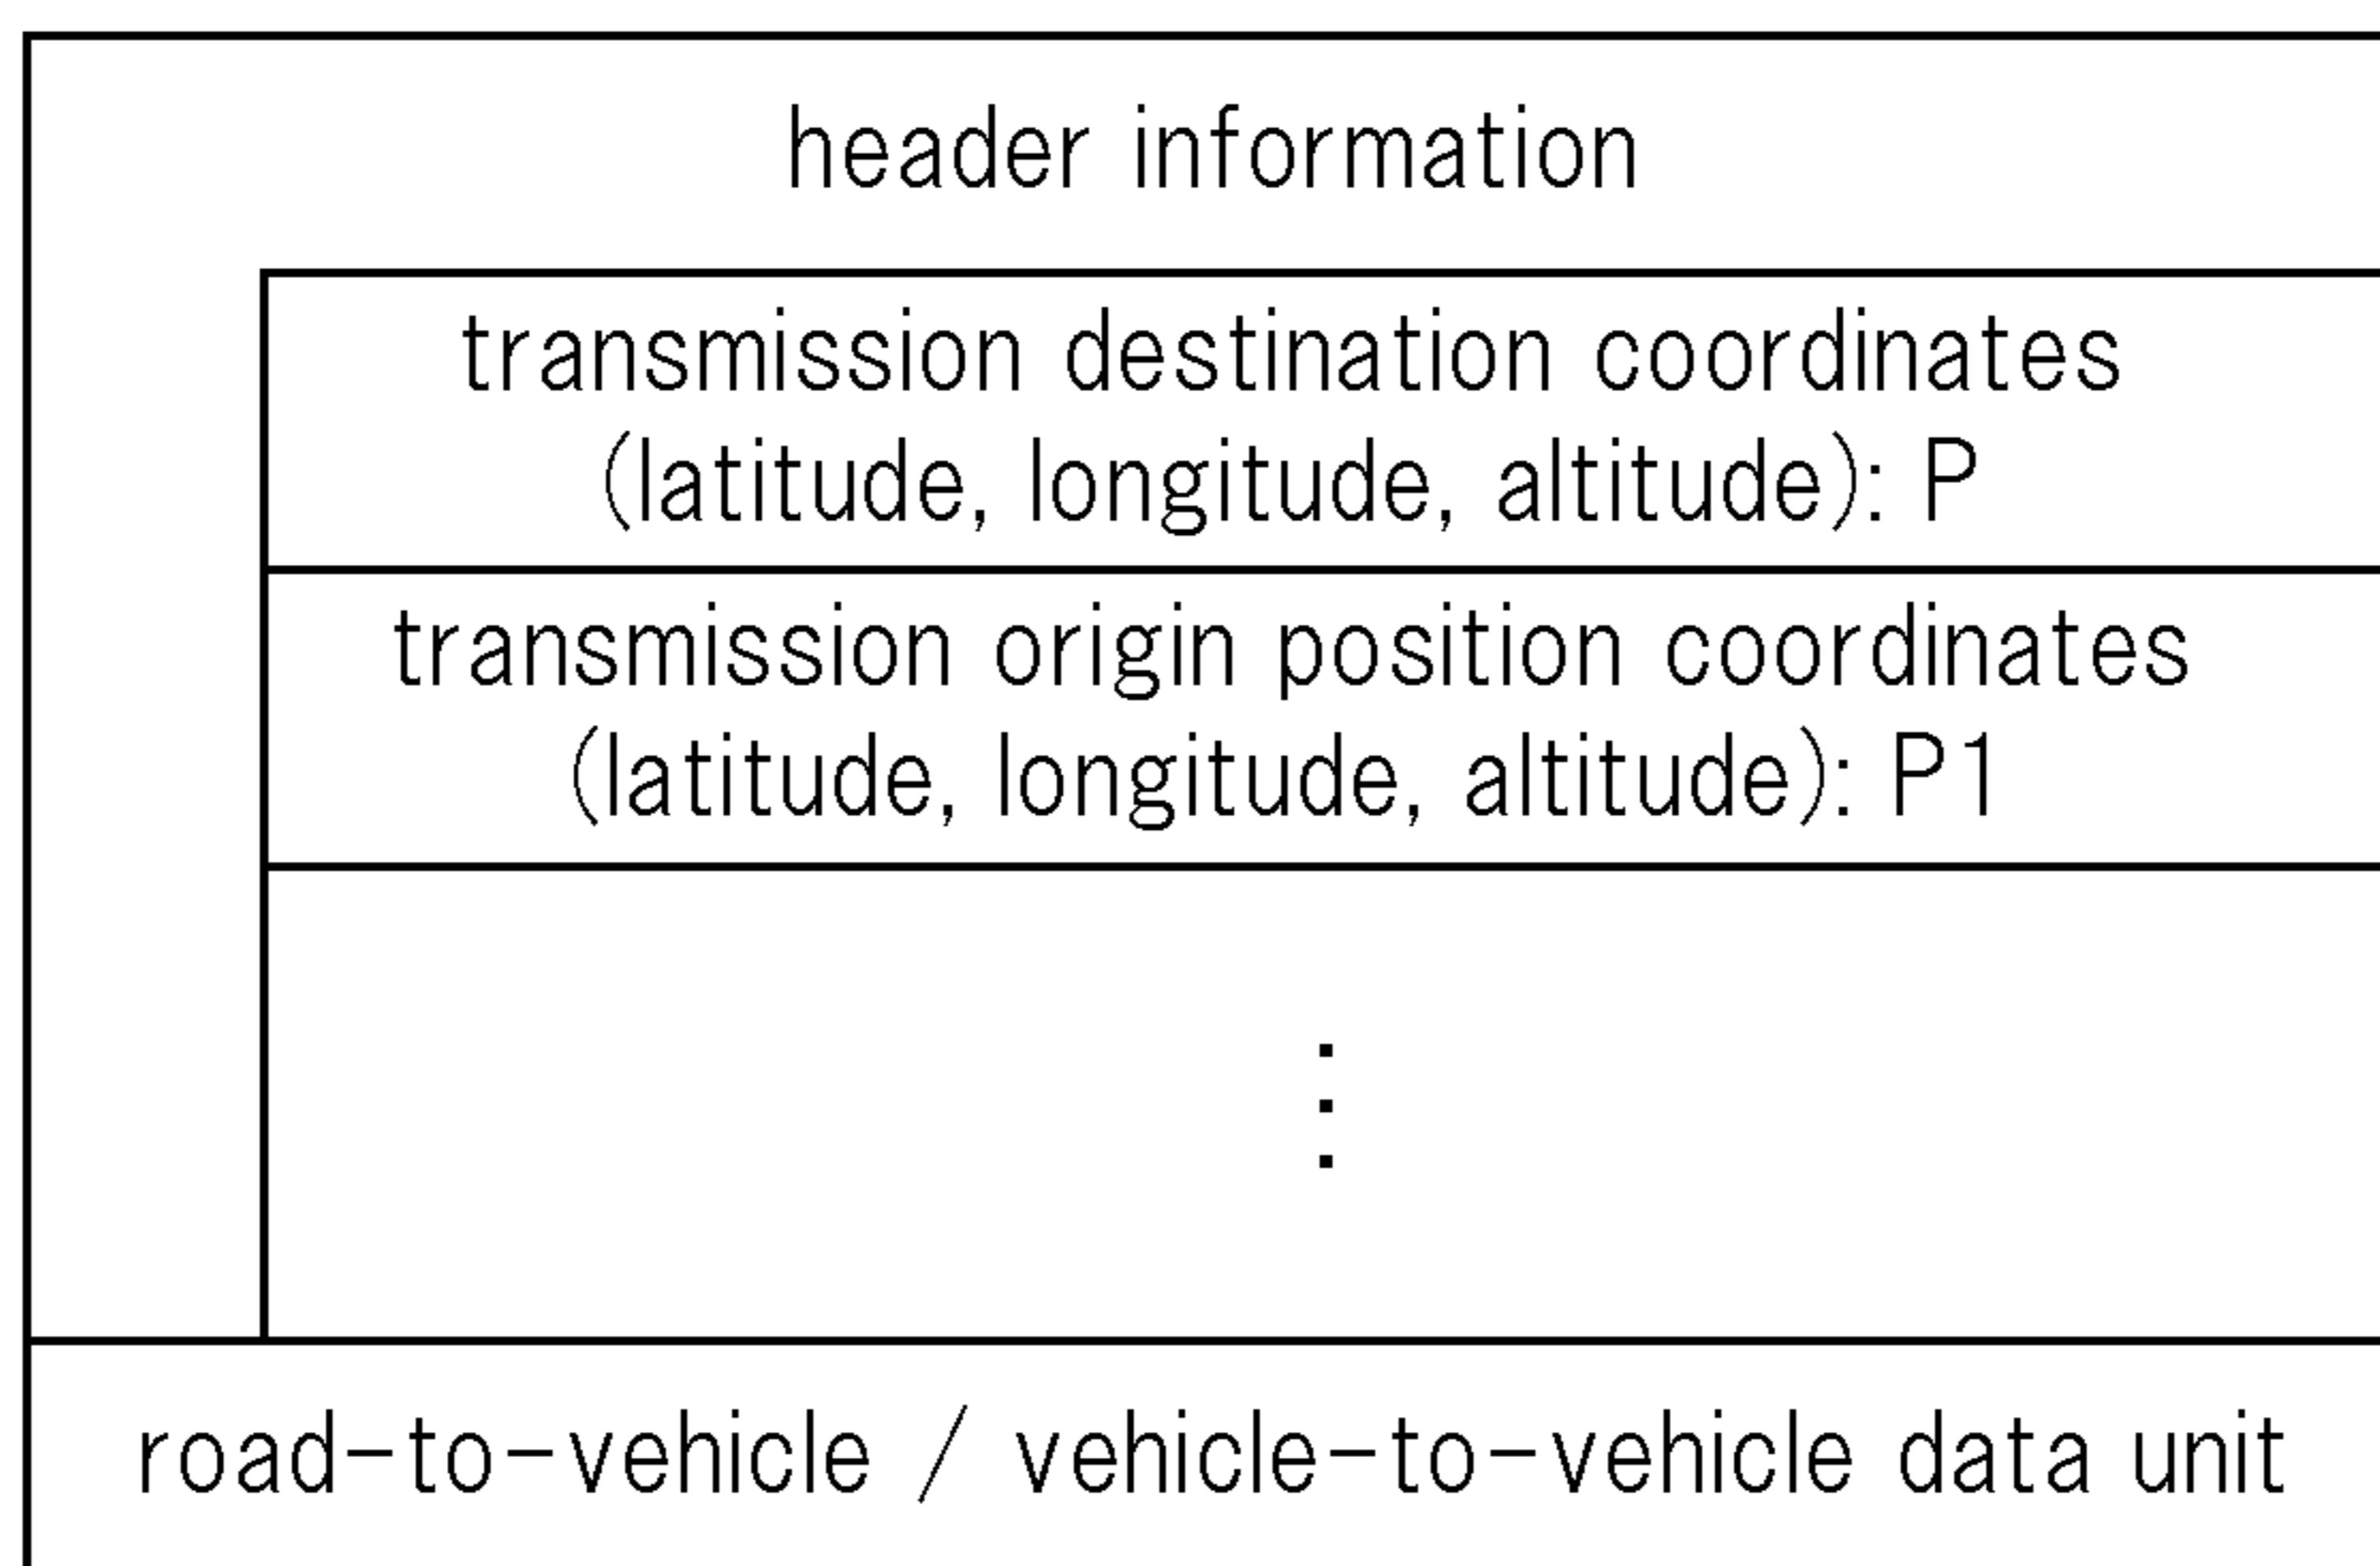 header information
transmission destination coordinates
(latitude, longitude, altitude): P
transmission origin position coordinates
(latitude, longitude, altitude): P1
road-to-vehicle / vehicle-to-vehicle data unit